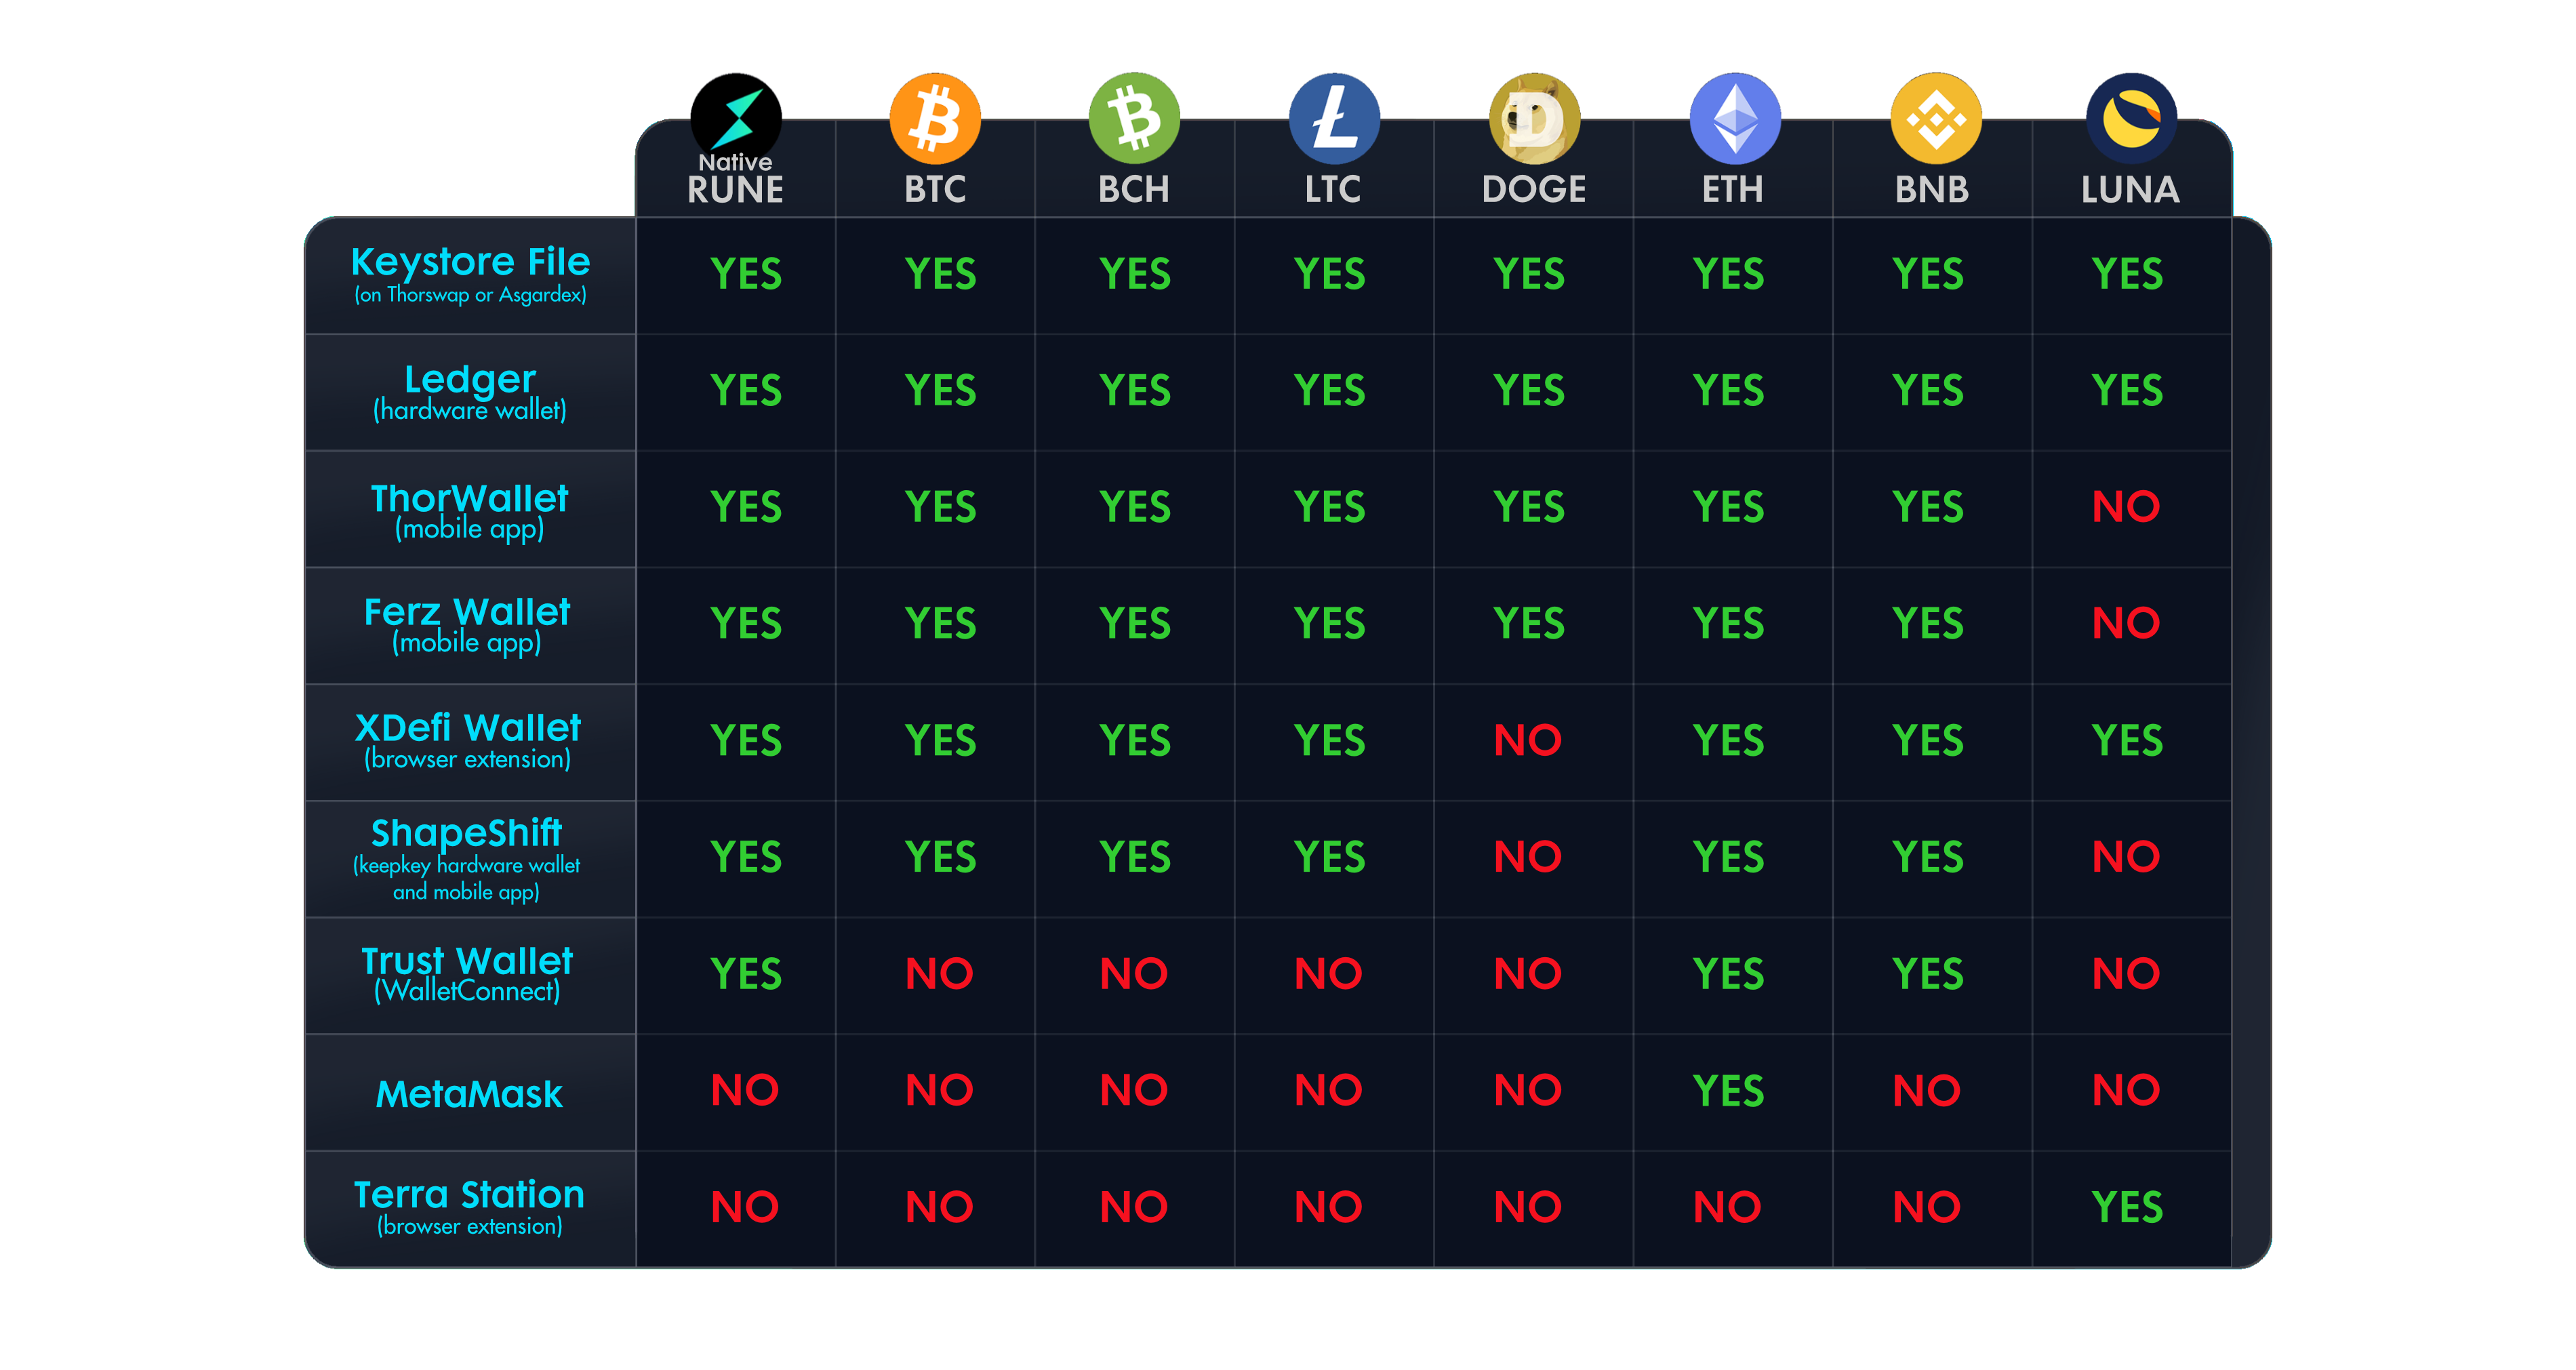 Native
RUNE BTC BCH LTC DOGE ETH BNB LUNA
Keystore File
(on Thorswap or Asgardex)
YES YES YES YES YES YES YES YES
Ledger
(hardware wallet)
YES YES YES YES YES YES YES YES
ThorWallet
(mobile app)
YES YES YES YES YES YES YES NO
Ferz Wallet
(mobile app)
YES YES YES YES YES YES YES NO
XDefi Wallet
(browser extension)
YES YES YES YES NO YES YES YES
ShapeShift
(keepkey hardware wallet
and mobile app)
YES YES YES YES NO YES YES NO
Trust Wallet
(WalletConnect)
YES NO NO NO NO YES YES NO
MetaMask
NO NO NO NO NO YES NO NO
Terra Station
(browser extension)
NO NO NO NO NO NO NO YES